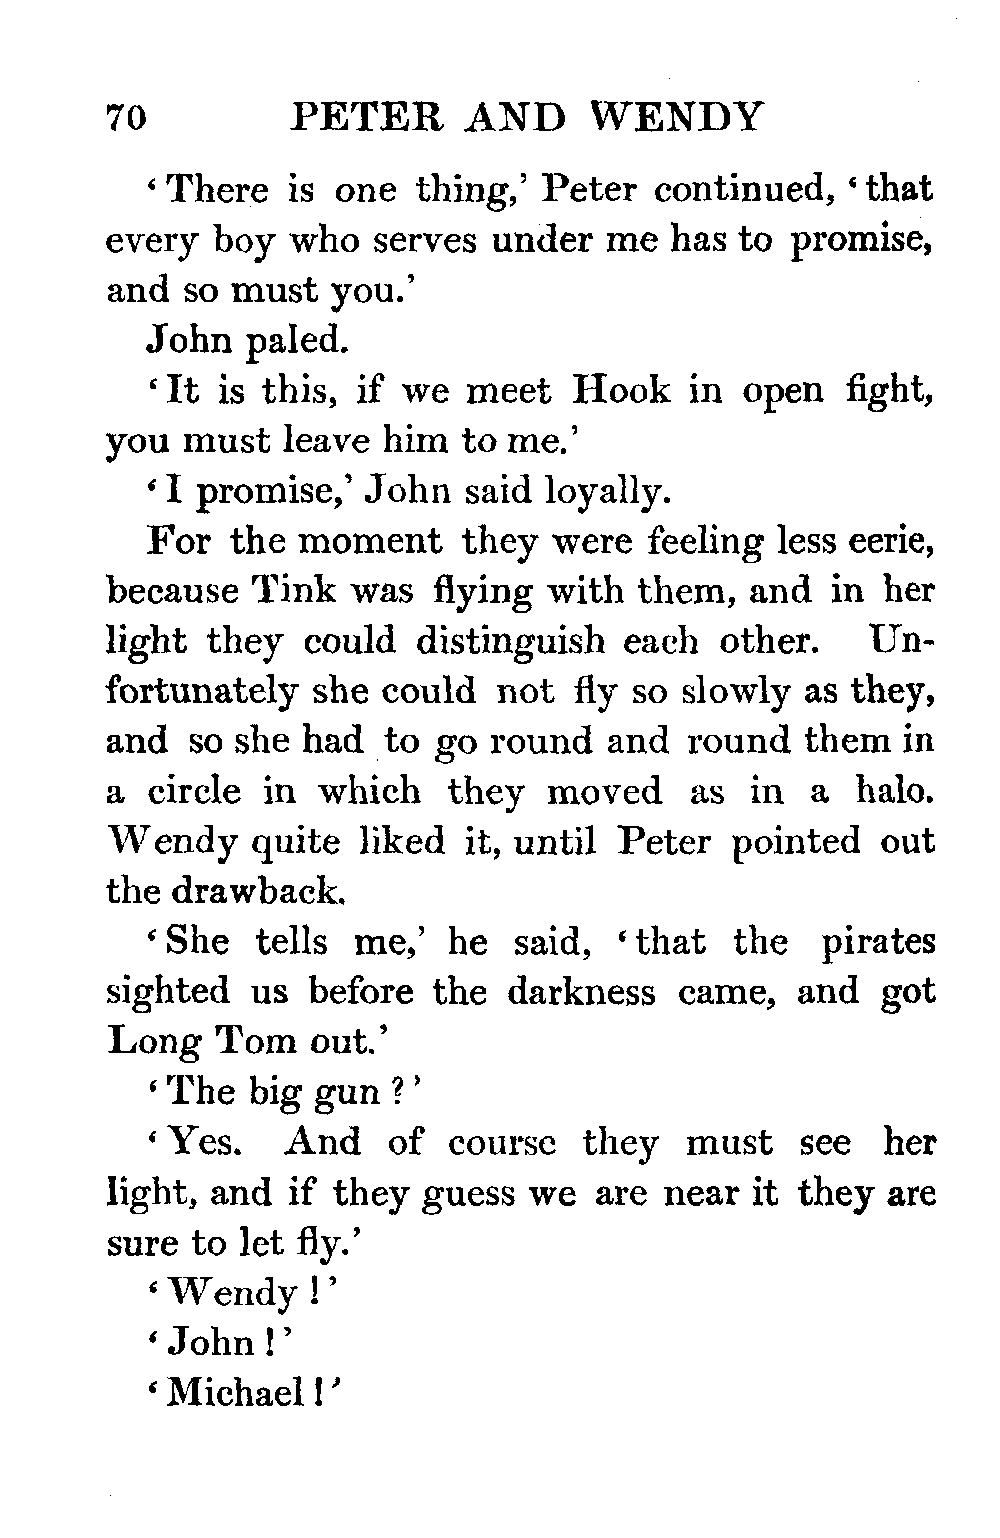 70 PETER AND WENDY
‘There is one thing,’ Peter continued, ‘that
every boy who serves under me has to promise,
and so must you.’
John paled.
‘It is this, if we meet Hook in open fight,
you must leave him to me.’
‘I promise,’ John said loyally.
For the moment they were feeling less eerie,
because Tink was flying with them, and in her
light they could distinguish each other. Un-
fortunately she could not fly so slowly as they,
and so she had to go round and round them in
a circle in which they moved as in a halo.
Wendy quite liked it, until Peter pointed out
the drawback.
‘She tells me,’ he said, ‘that the pirates
sighted us before the darkness came, and got
Long Tom out.’
‘The big gun?’
‘Yes. And of course they must see her
light, and if they guess we are near it they are
sure to let fly.’
‘Wendy!’
‘John!’
‘Michael!’